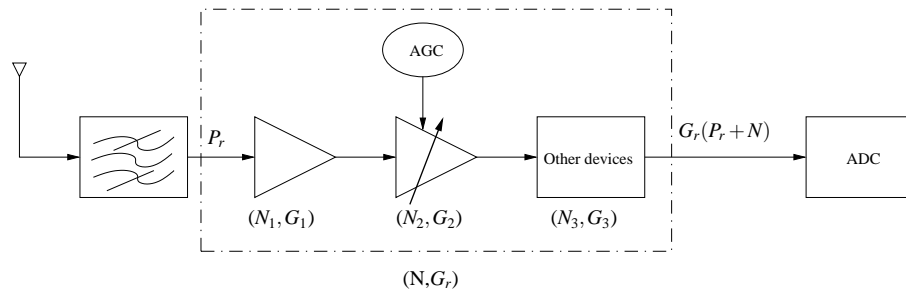 AGC
P_r
G_r(P_r + N)
Other devices
ADC
(N_1, G_1)
(N_2, G_2)
(N_3, G_3)
(N,G_r)